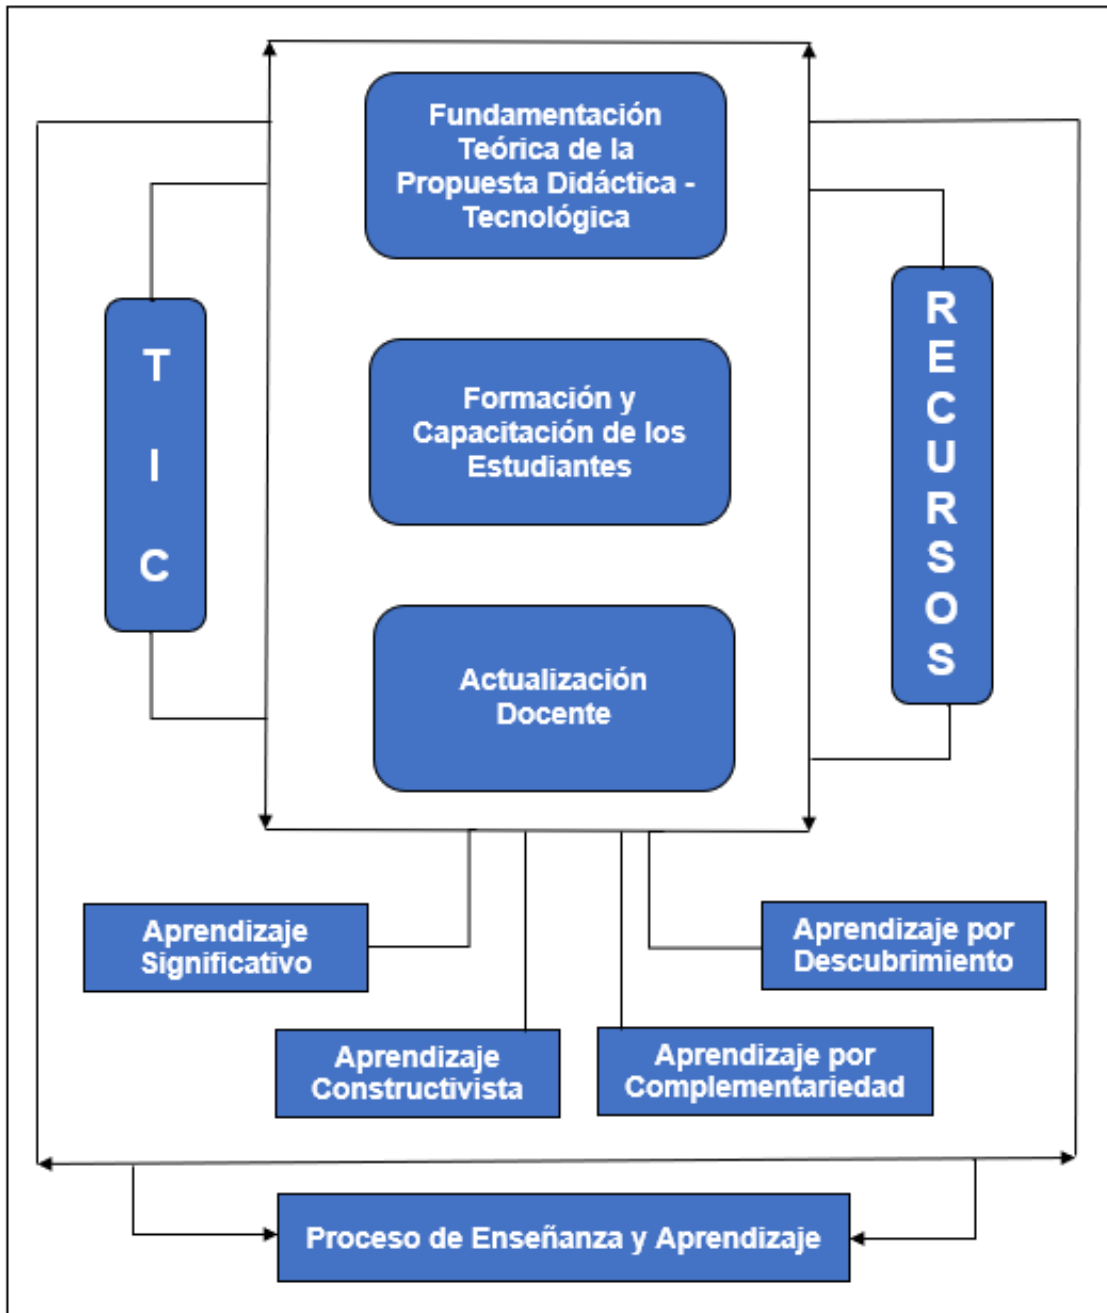 Fundamentación
Teórica de la
Propuesta Didáctica -
Tecnológica
T
I
C
R
E
C
U
R
S
O
S
Formación y
Capacitación de los
Estudiantes
Actualización
Docente
Aprendizaje
Significativo
Aprendizaje por
Descubrimiento
Aprendizaje
Constructivista
Aprendizaje por
Complementariedad
Proceso de Enseñanza y Aprendizaje